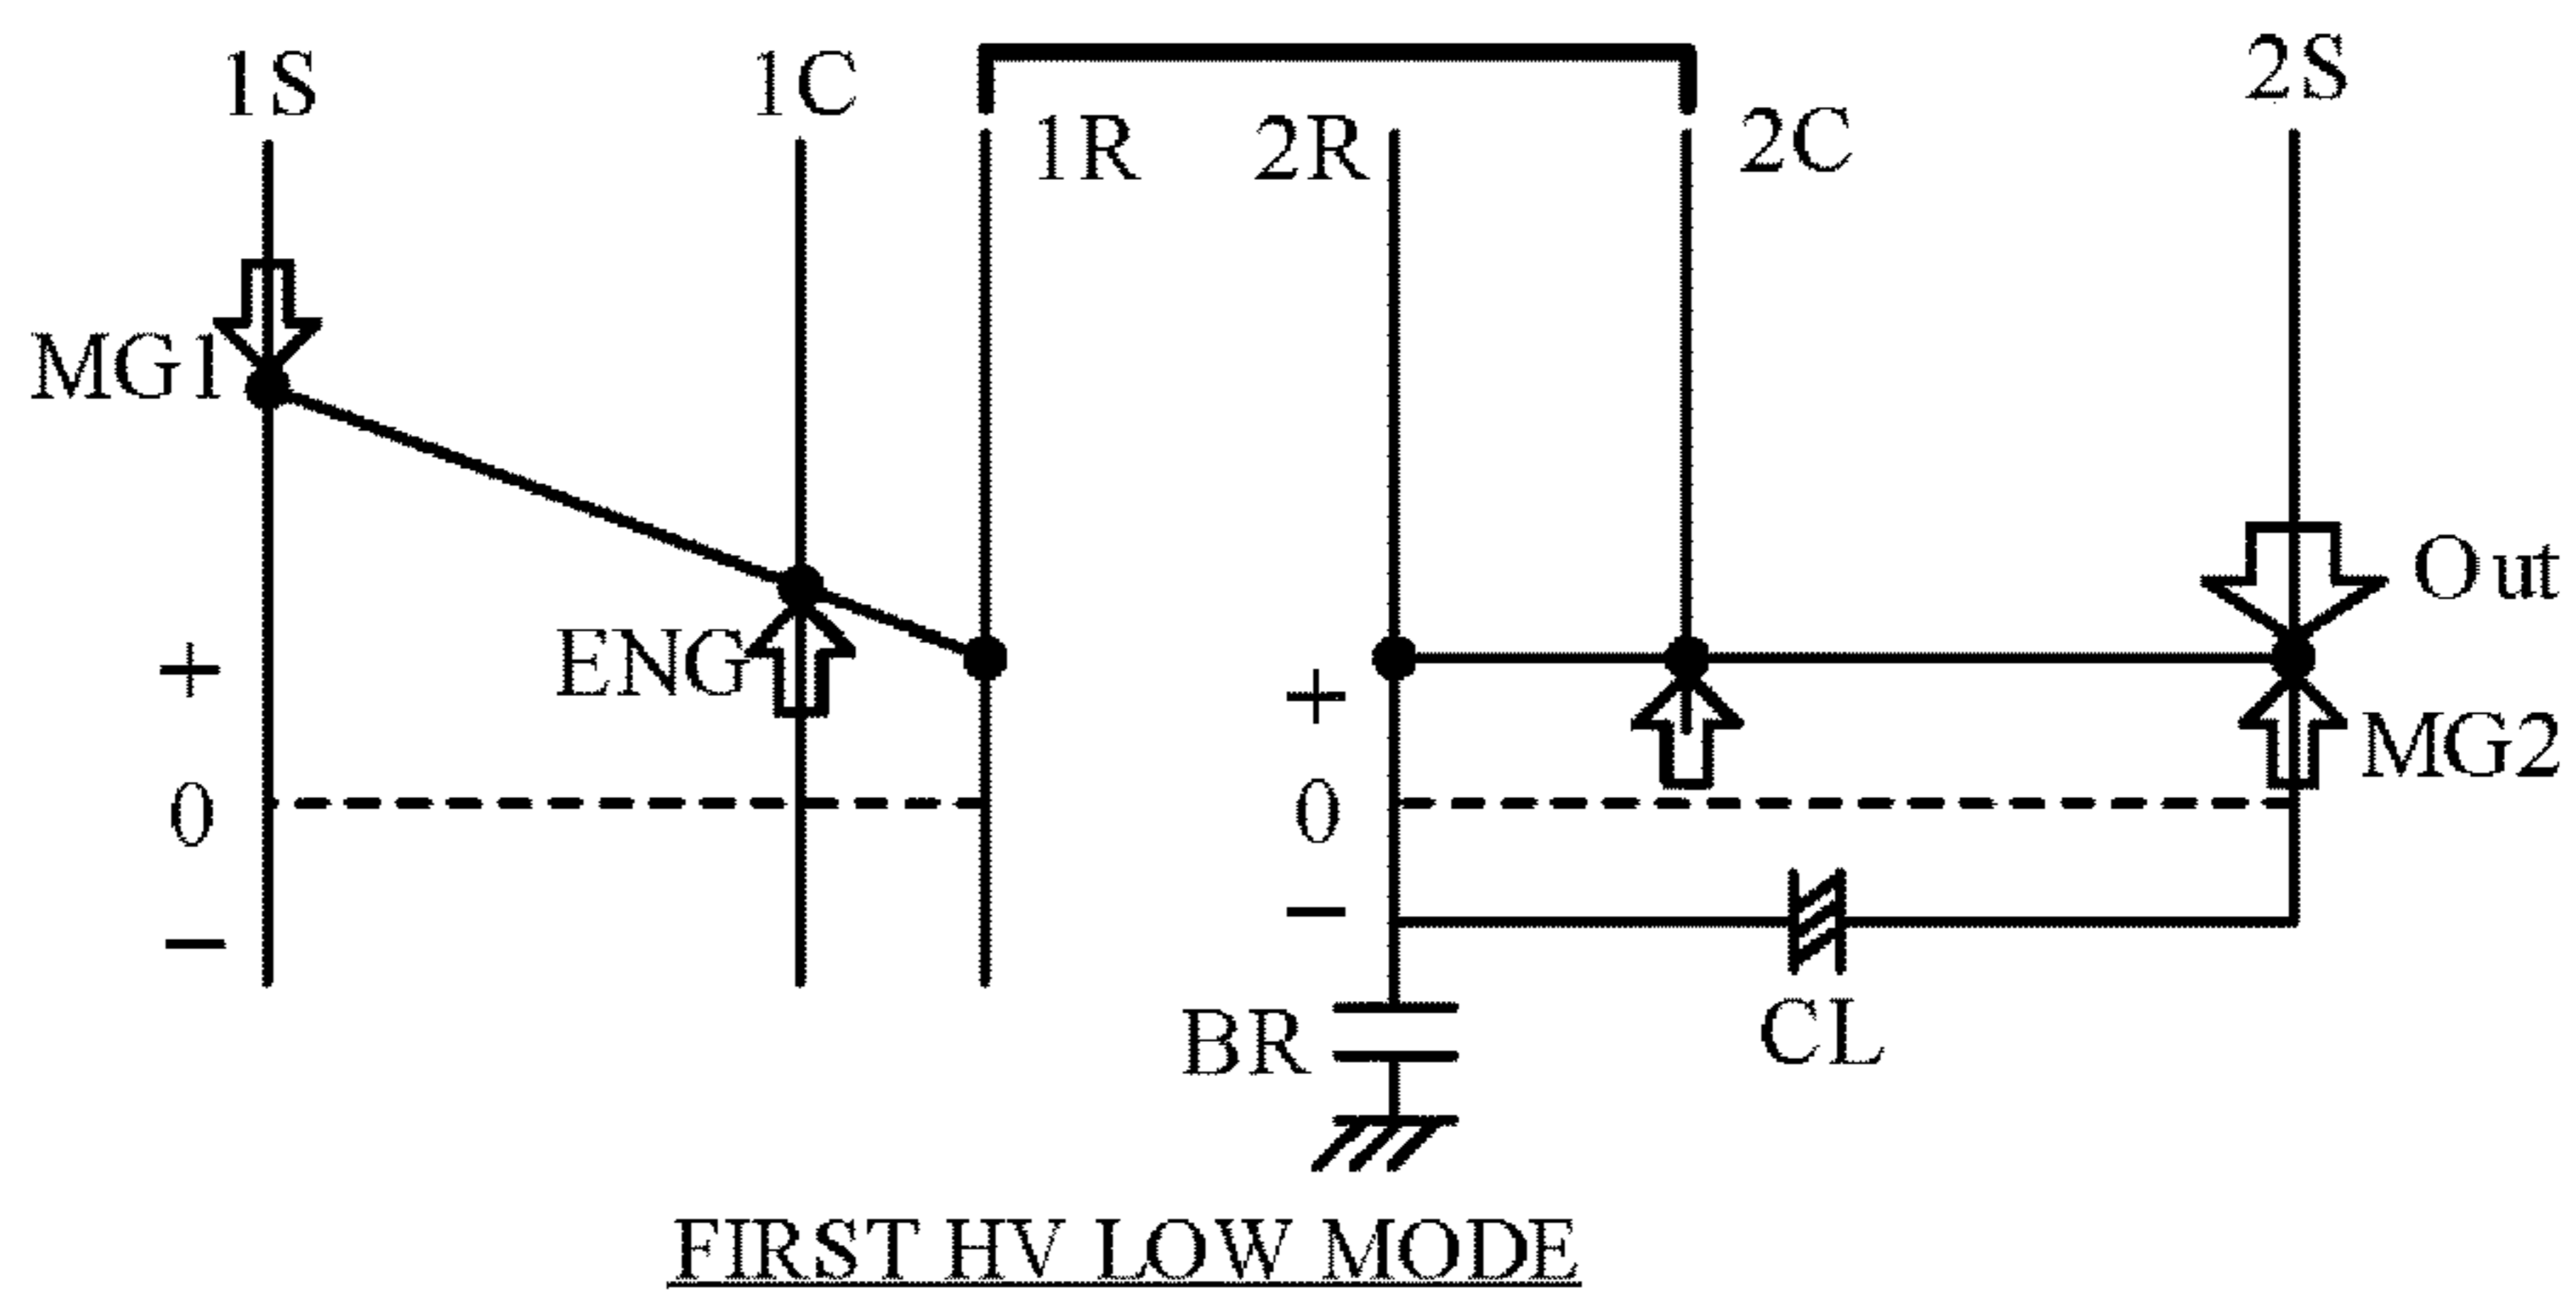 1S 1C 1R 2R 2C 2S
MG1
Out
ENG
MG2
+ +
0 0
− −
BR
CL
FIRST HV LOW MODE